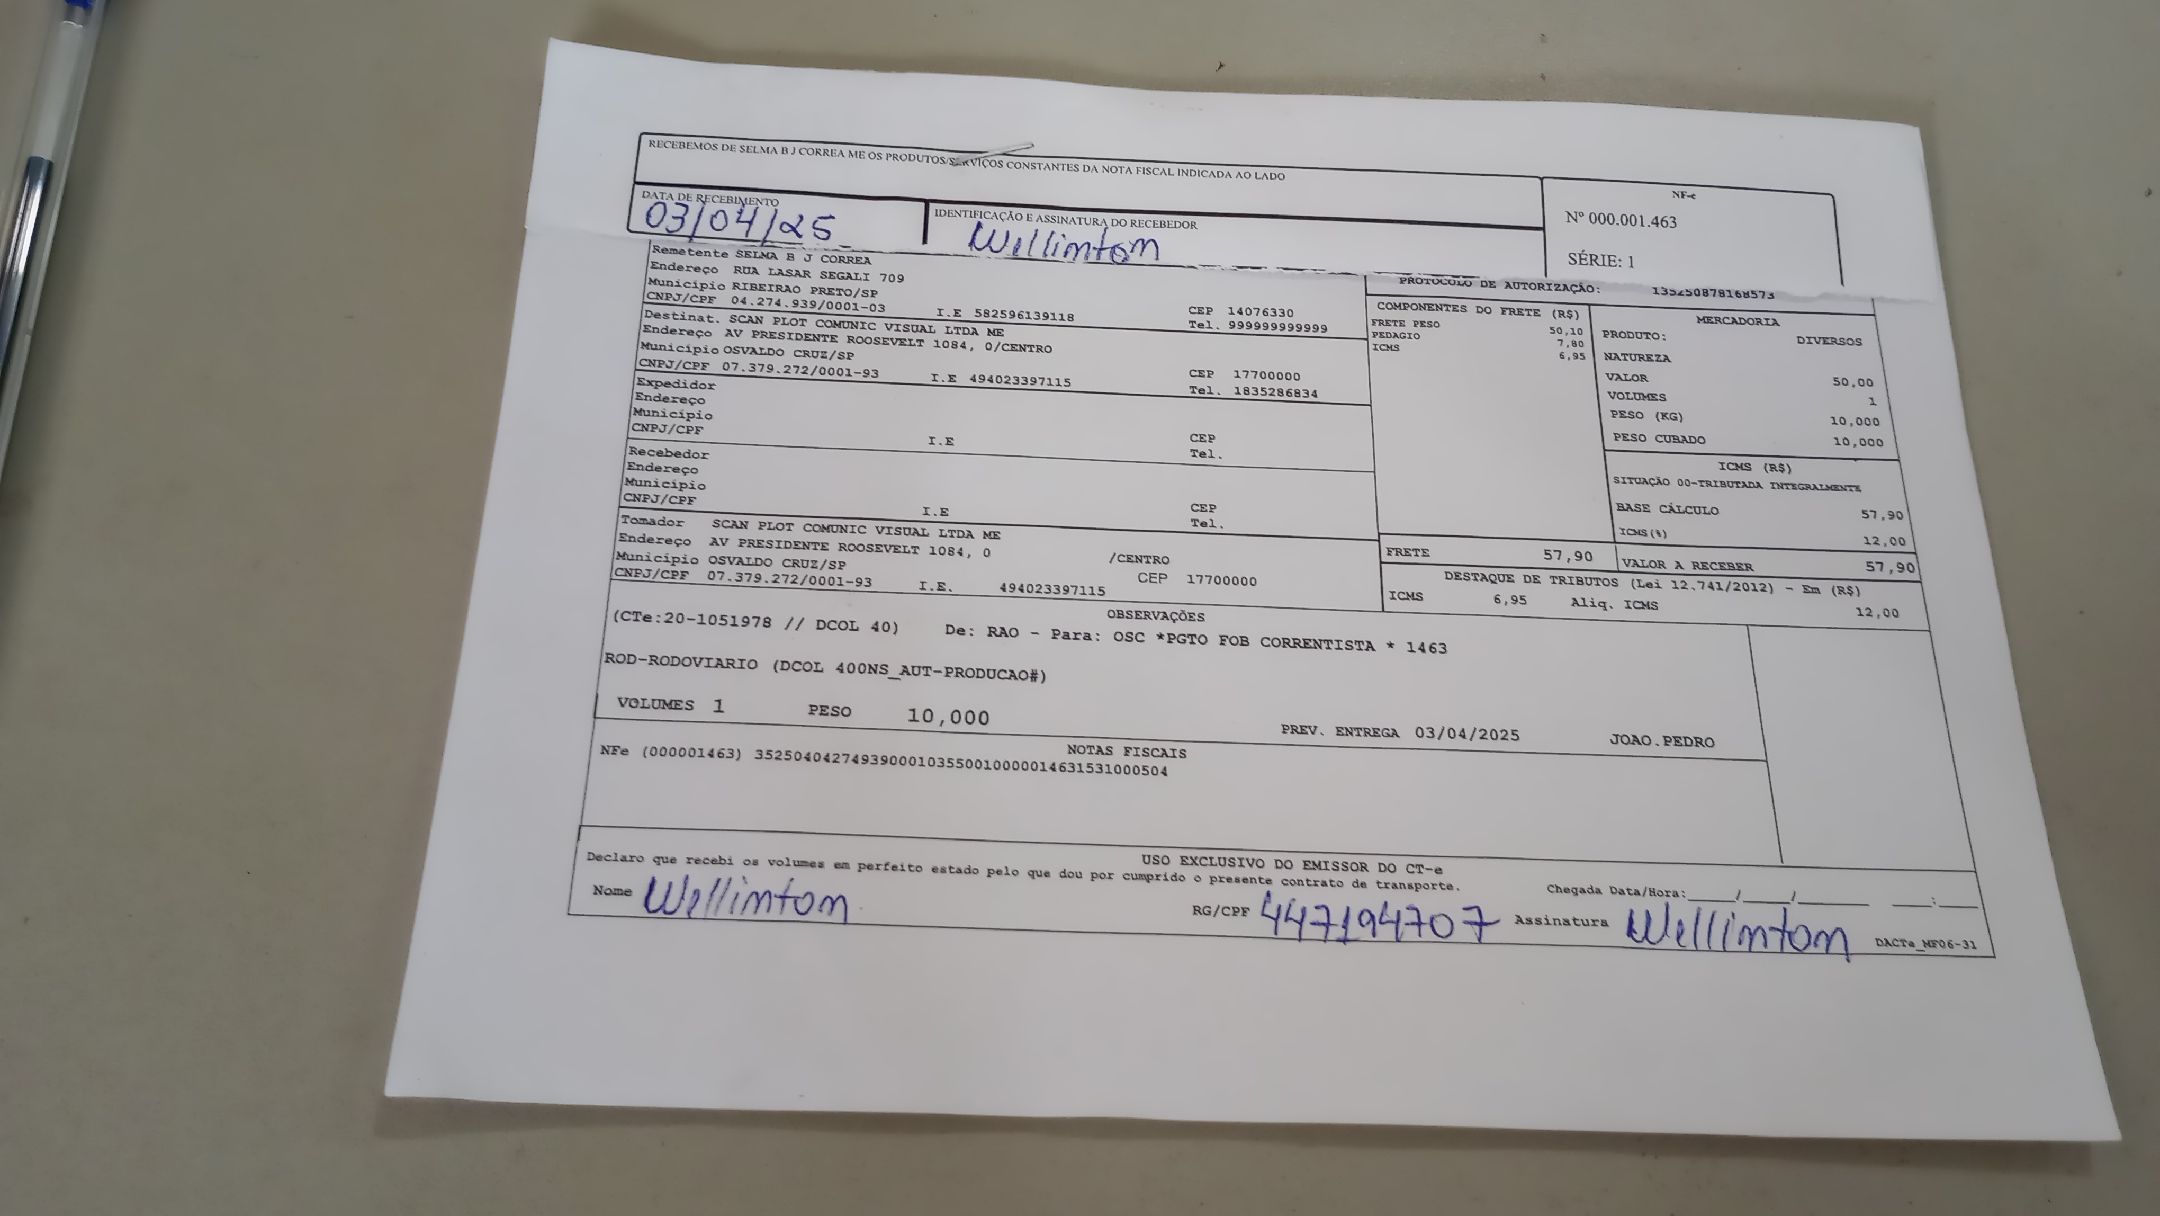 RECEBEMOS DE SELMA B J CORREA ME OS PRODUTOS/SERVIÇOS CONSTANTES DA NOTA FISCAL INDICADA AO LADO
DATA DE RECEBIMENTO
03/04/25
IDENTIFICAÇÃO E ASSINATURA DO RECEBEDOR
Wellimtom
NF-e
Nº 000.001.463
SÉRIE: 1
Remetente SELMA B J CORREA
Endereço RUA LASAR SEGALI 709
Município RIBEIRAO PRETO/SP
CNPJ/CPF 04.274.939/0001-03 I.E 582596139118
CEP 14076330
Tel. 999999999999
Destinat. SCAN PLOT COMUNIC VISUAL LTDA ME
Endereço AV PRESIDENTE ROOSEVELT 1084, 0/CENTRO
Município OSVALDO CRUZ/SP
CNPJ/CPF 07.379.272/0001-93 I.E 494023397115
CEP 17700000
Tel. 1835286834
Expedidor
Endereço
Município
CNPJ/CPF I.E
CEP
Tel.
Recebedor
Endereço
Município
CNPJ/CPF I.E
CEP
Tel.
Tomador SCAN PLOT COMUNIC VISUAL LTDA ME
Endereço AV PRESIDENTE ROOSEVELT 1084, 0 /CENTRO
Município OSVALDO CRUZ/SP CEP 17700000
CNPJ/CPF 07.379.272/0001-93 I.E. 494023397115
PROTOCOLO DE AUTORIZAÇÃO: 135250878168573
COMPONENTES DO FRETE (R$)
FRETE PESO 50,10
PEDAGIO 7,80
ICMS 6,95
MERCADORIA
PRODUTO: DIVERSOS
NATUREZA
VALOR 50,00
VOLUMES 1
PESO (KG) 10,000
PESO CUBADO 10,000
ICMS (R$)
SITUAÇÃO 00-TRIBUTADA INTEGRALMENTE
BASE CÁLCULO 57,90
ICMS(%) 12,00
FRETE 57,90 VALOR A RECEBER 57,90
DESTAQUE DE TRIBUTOS (Lei 12.741/2012) - Em (R$)
ICMS 6,95 Aliq. ICMS 12,00
OBSERVAÇÕES
(CTe:20-1051978 // DCOL 40) De: RAO - Para: OSC *PGTO FOB CORRENTISTA * 1463
ROD-RODOVIARIO (DCOL 400NS_AUT-PRODUCAO#)
VOLUMES 1 PESO 10,000 PREV. ENTREGA 03/04/2025 JOAO.PEDRO
NOTAS FISCAIS
NFe (000001463) 35250404274939000103550010000014631531000504
USO EXCLUSIVO DO EMISSOR DO CT-e
Declaro que recebi os volumes em perfeito estado pelo que dou por cumprido o presente contrato de transporte. Chegada Data/Hora:____/____/______ ___:___
Nome Wellimtom RG/CPF 447194707 Assinatura Wellimtom DACTe_MF06-31